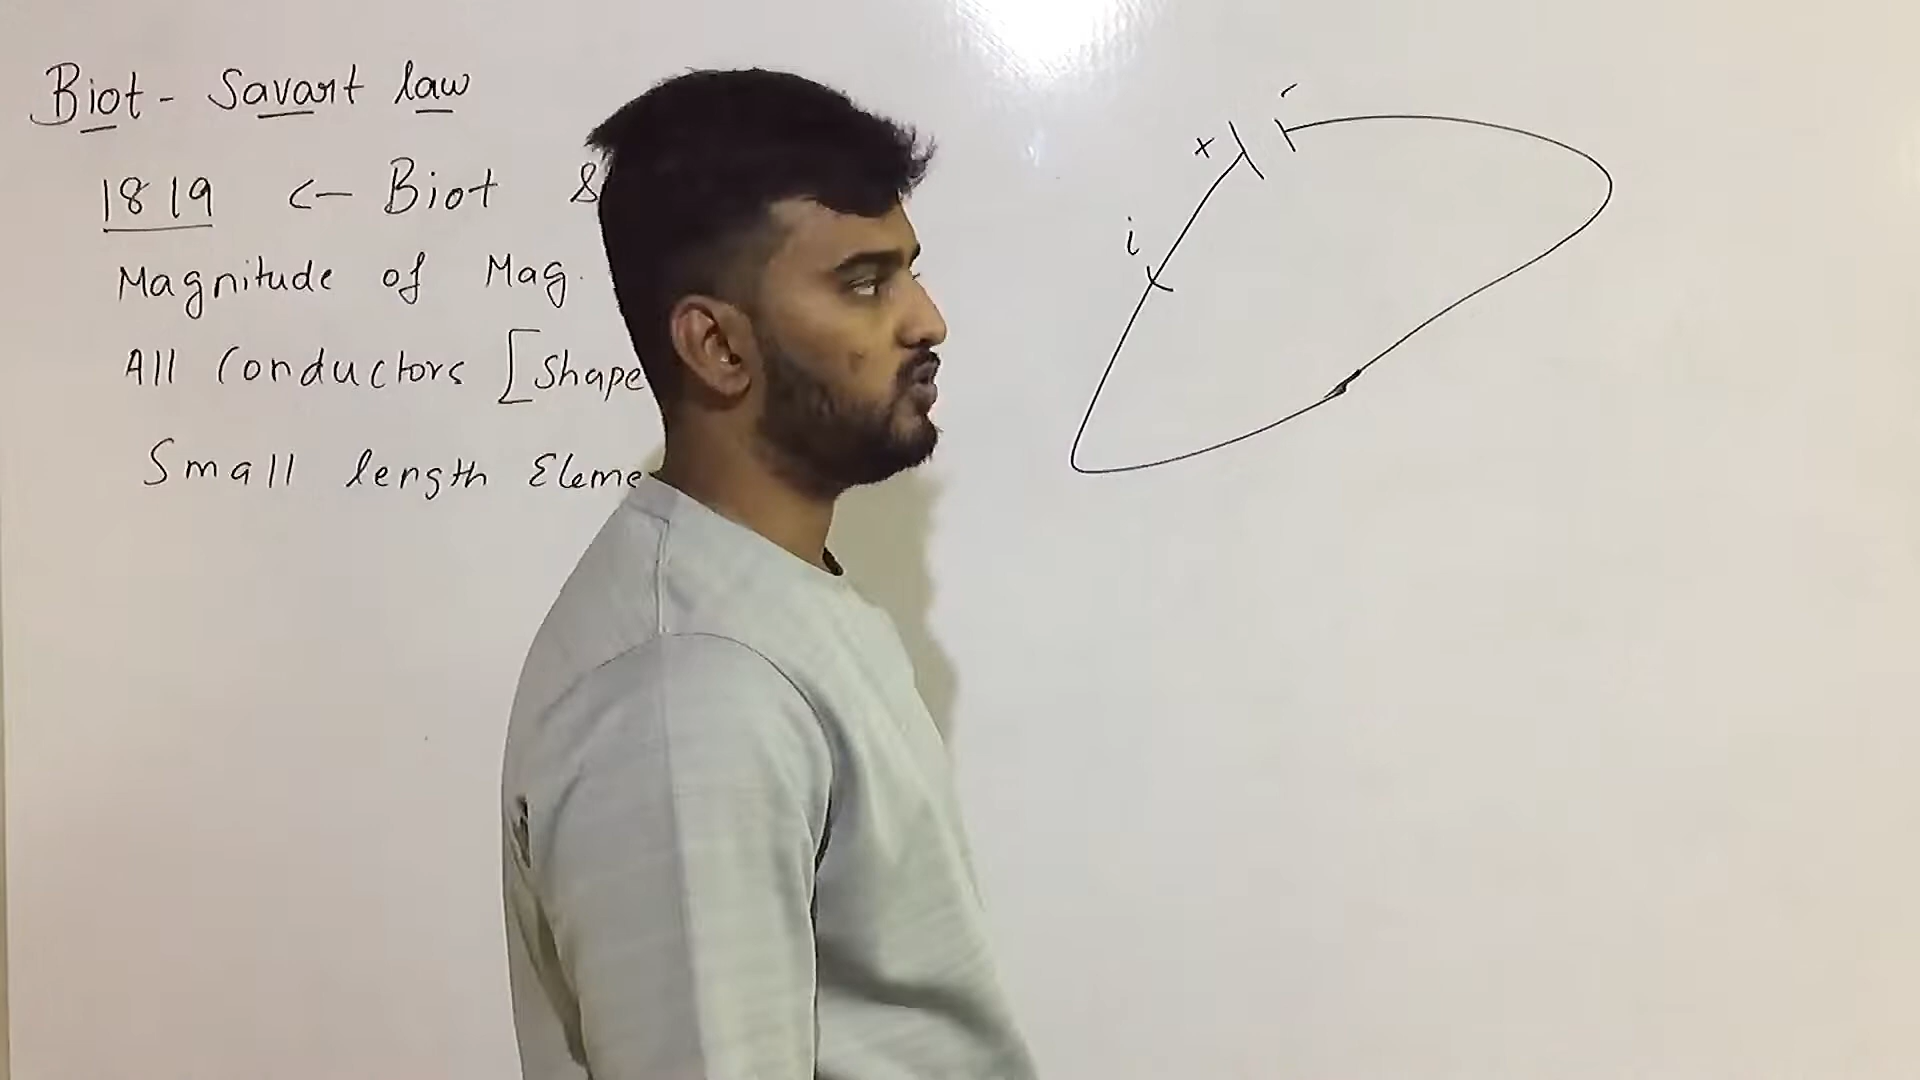 Biot - Savart law
1819 <- Biot &
Magnitude of Mag.
All Conductors [Shape
Small length Eleme
+ -
i